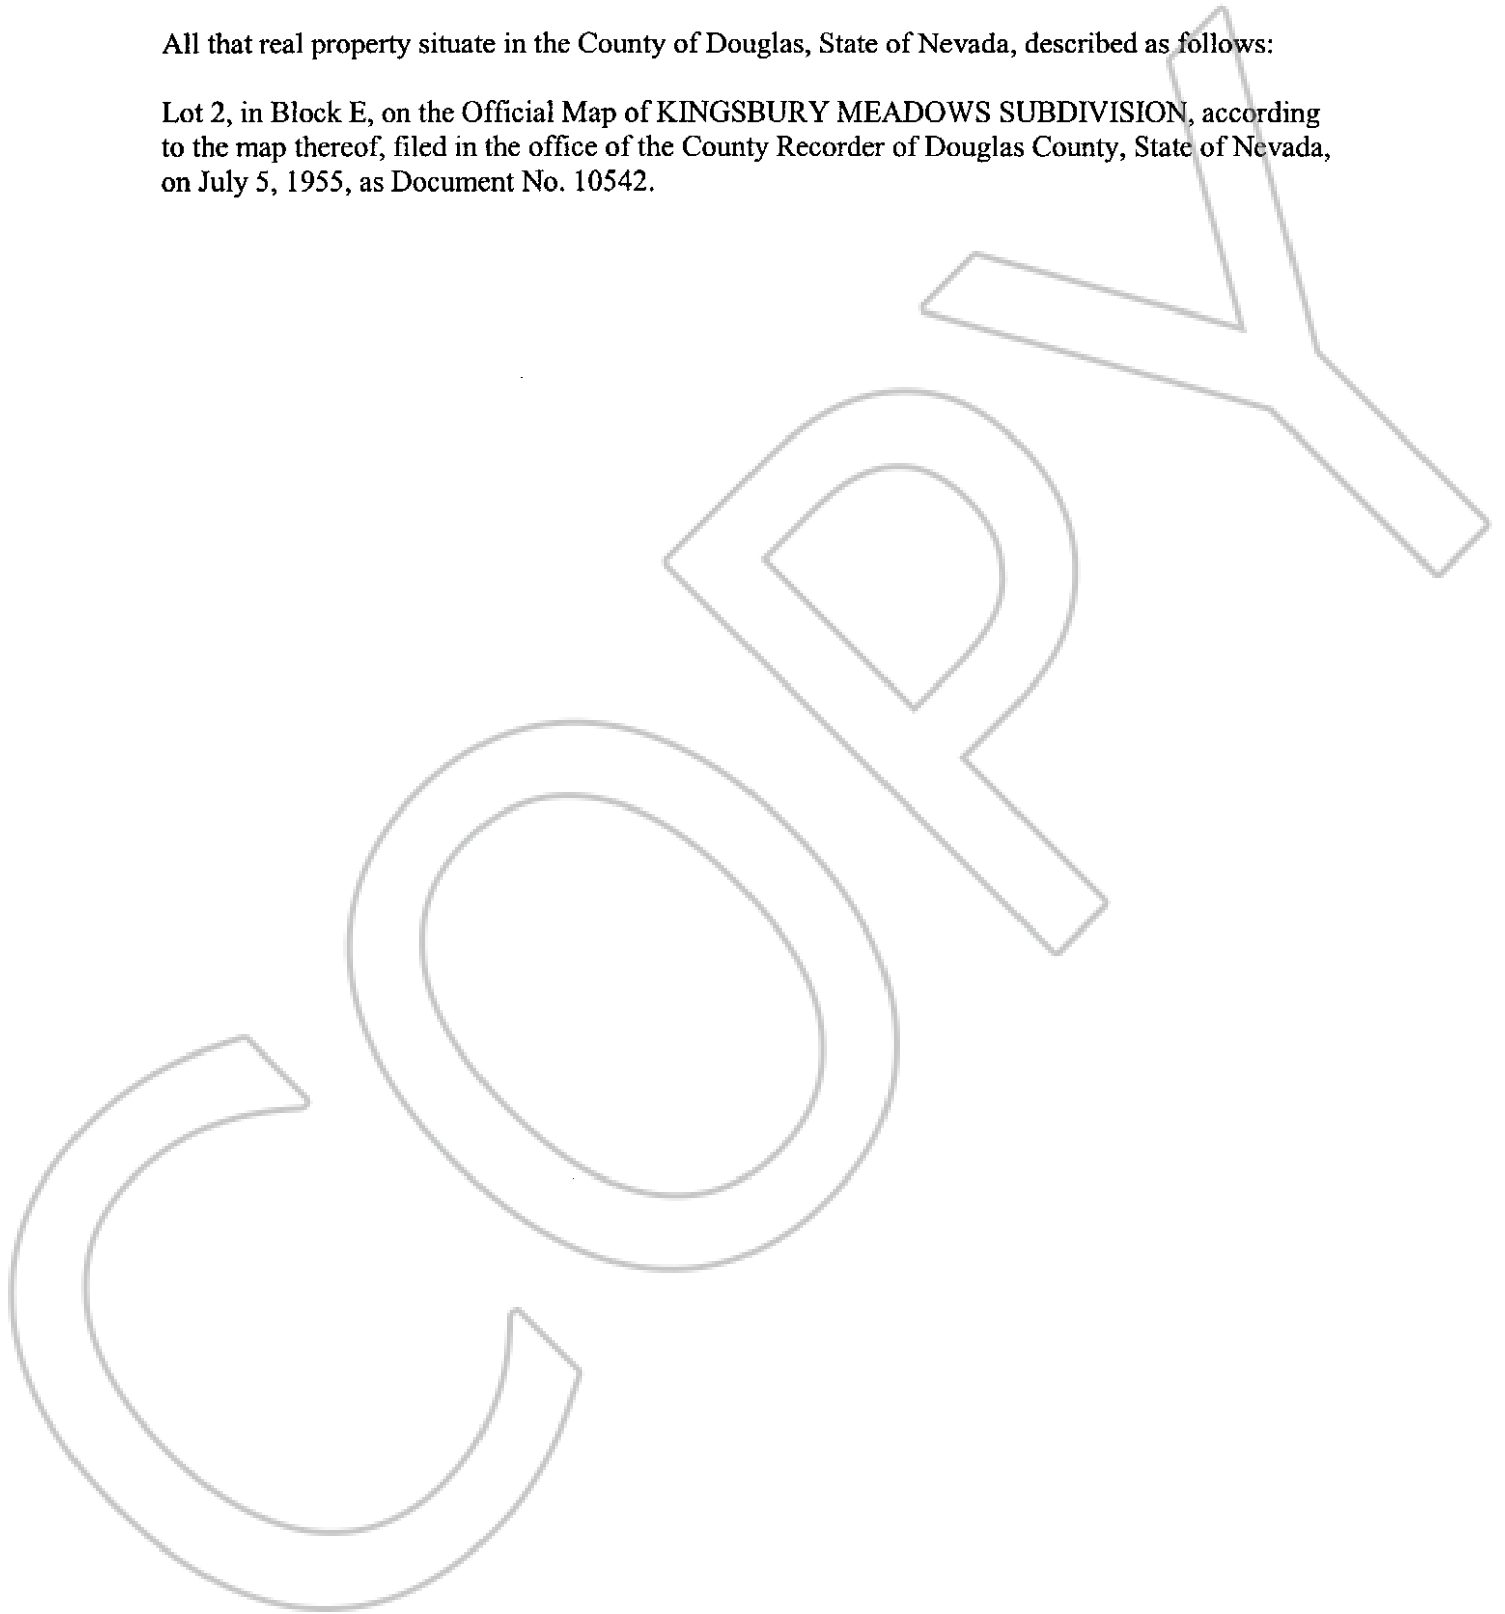 All that real property situate in the County of Douglas, State of Nevada, described as follows:
Lot 2, in Block E, on the Official Map of KINGSBURY MEADOWS SUBDIVISION, according
to the map thereof, filed in the office of the County Recorder of Douglas County, State of Nevada,
on July 5, 1955, as Document No. 10542.
COPY